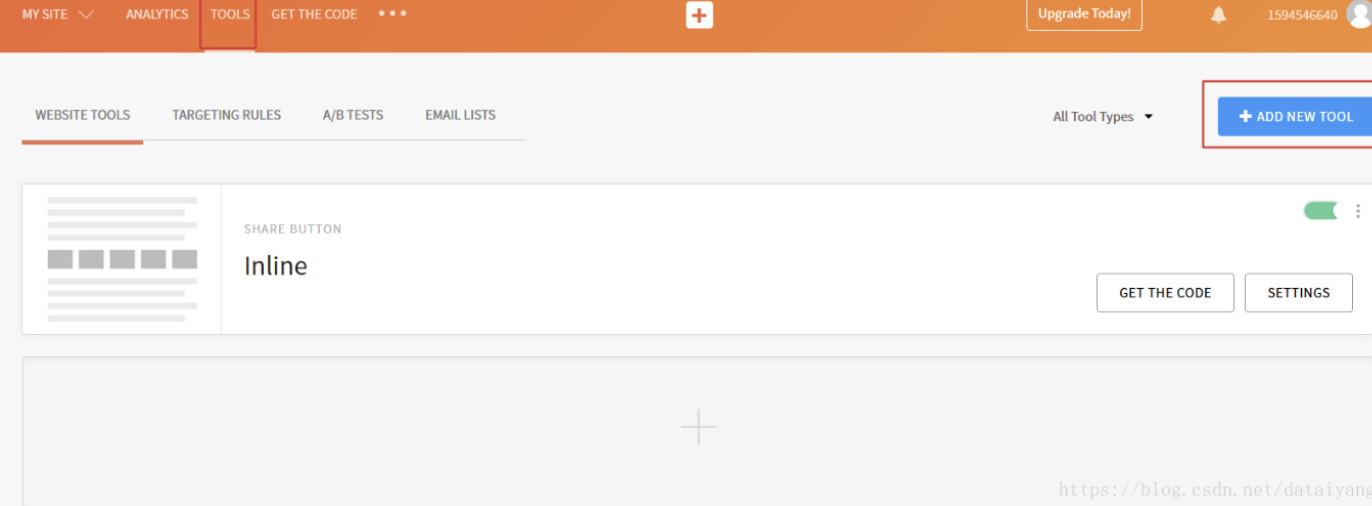 MY SITE ANALYTICS TOOLS GET THE CODE Upgrade Today! 1594546640
WEBSITE TOOLS TARGETING RULES A/B TESTS EMAIL LISTS All Tool Types ADD NEW TOOL
SHARE BUTTON
Inline
GET THE CODE SETTINGS
https://blog.csdn.net/dataiyang